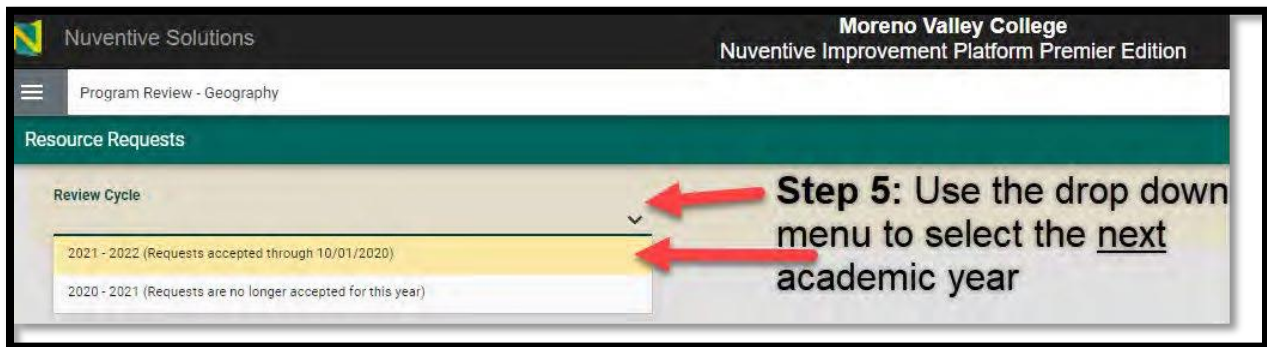 Nuventive Solutions
Moreno Valley College
Nuventive Improvement Platform Premier Edition
Program Review - Geography
Resource Requests
Review Cycle
2021 - 2022 (Requests accepted through 10/01/2020)
2020 - 2021 (Requests are no longer accepted for this year)
Step 5: Use the drop down
menu to select the next
academic year